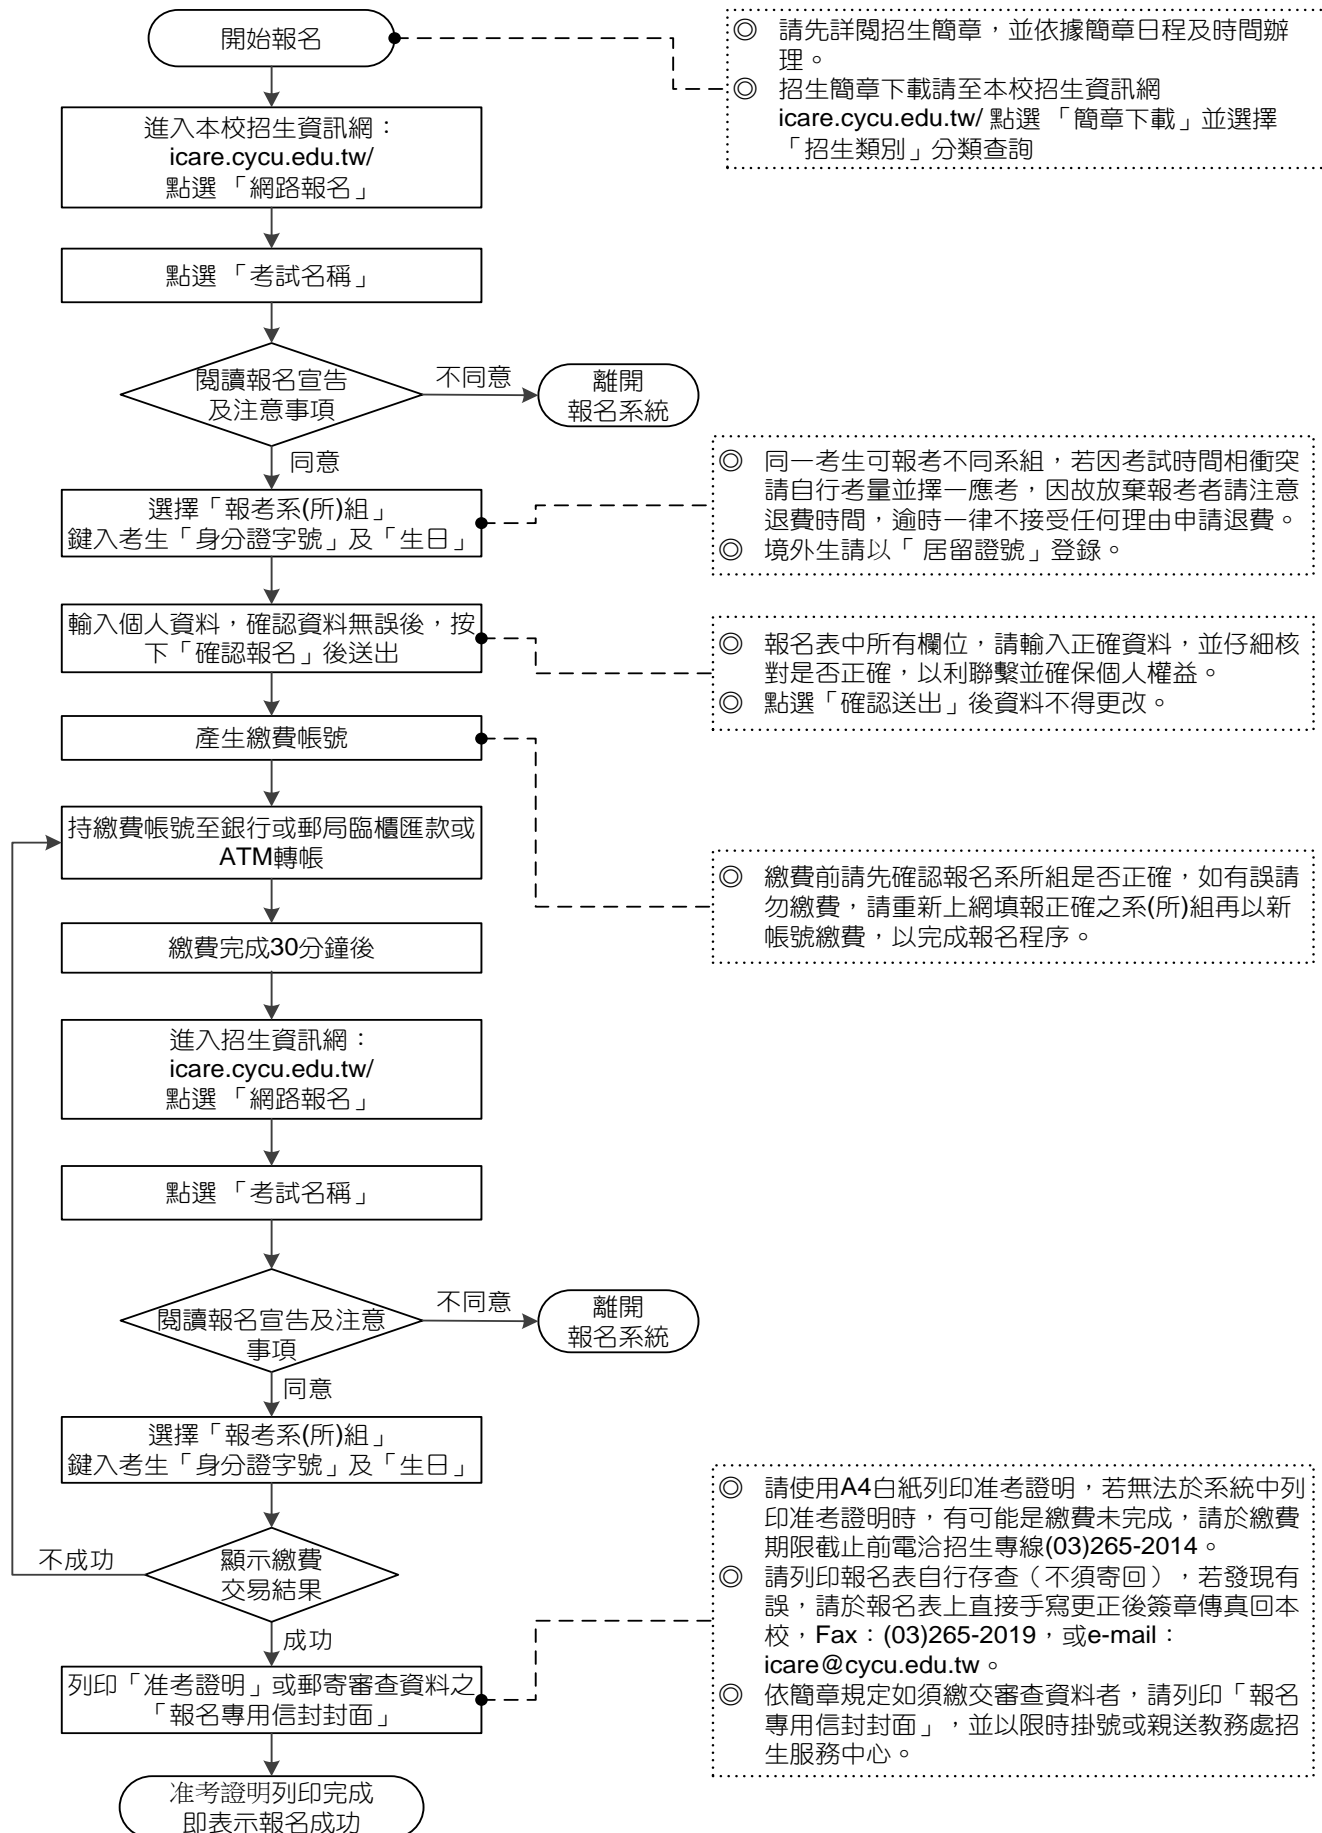 開始報名
◎ 請先詳閱招生簡章，並依據簡章日程及時間辦
理。
◎ 招生簡章下載請至本校招生資訊網
icare.cycu.edu.tw/ 點選 「簡章下載」並選擇
「招生類別」分類查詢
進入本校招生資訊網：
icare.cycu.edu.tw/
點選 「網路報名」
點選 「考試名稱」
閱讀報名宣告
及注意事項
不同意
離開
報名系統
同意
選擇「報考系(所)組」
鍵入考生「身分證字號」及「生日」
◎ 同一考生可報考不同系組，若因考試時間相衝突
請自行考量並擇一應考，因故放棄報考者請注意
退費時間，逾時一律不接受任何理由申請退費。
◎ 境外生請以「 居留證號」登錄。
輸入個人資料，確認資料無誤後，按
下「確認報名」後送出
◎ 報名表中所有欄位，請輸入正確資料，並仔細核
對是否正確，以利聯繫並確保個人權益。
◎ 點選「確認送出」後資料不得更改。
產生繳費帳號
持繳費帳號至銀行或郵局臨櫃匯款或
ATM轉帳
◎ 繳費前請先確認報名系所組是否正確，如有誤請
勿繳費，請重新上網填報正確之系(所)組再以新
帳號繳費，以完成報名程序。
繳費完成30分鐘後
進入招生資訊網：
icare.cycu.edu.tw/
點選 「網路報名」
點選 「考試名稱」
閱讀報名宣告及注意
事項
不同意
離開
報名系統
同意
選擇「報考系(所)組」
鍵入考生「身分證字號」及「生日」
不成功
顯示繳費
交易結果
成功
◎ 請使用A4白紙列印准考證明，若無法於系統中列
印准考證明時，有可能是繳費未完成，請於繳費
期限截止前電洽招生專線(03)265-2014。
◎ 請列印報名表自行存查（不須寄回），若發現有
誤，請於報名表上直接手寫更正後簽章傳真回本
校，Fax：(03)265-2019，或e-mail：
icare@cycu.edu.tw。
◎ 依簡章規定如須繳交審查資料者，請列印「報名
專用信封封面」，並以限時掛號或親送教務處招
生服務中心。
列印「准考證明」或郵寄審查資料之
「報名專用信封封面」
准考證明列印完成
即表示報名成功